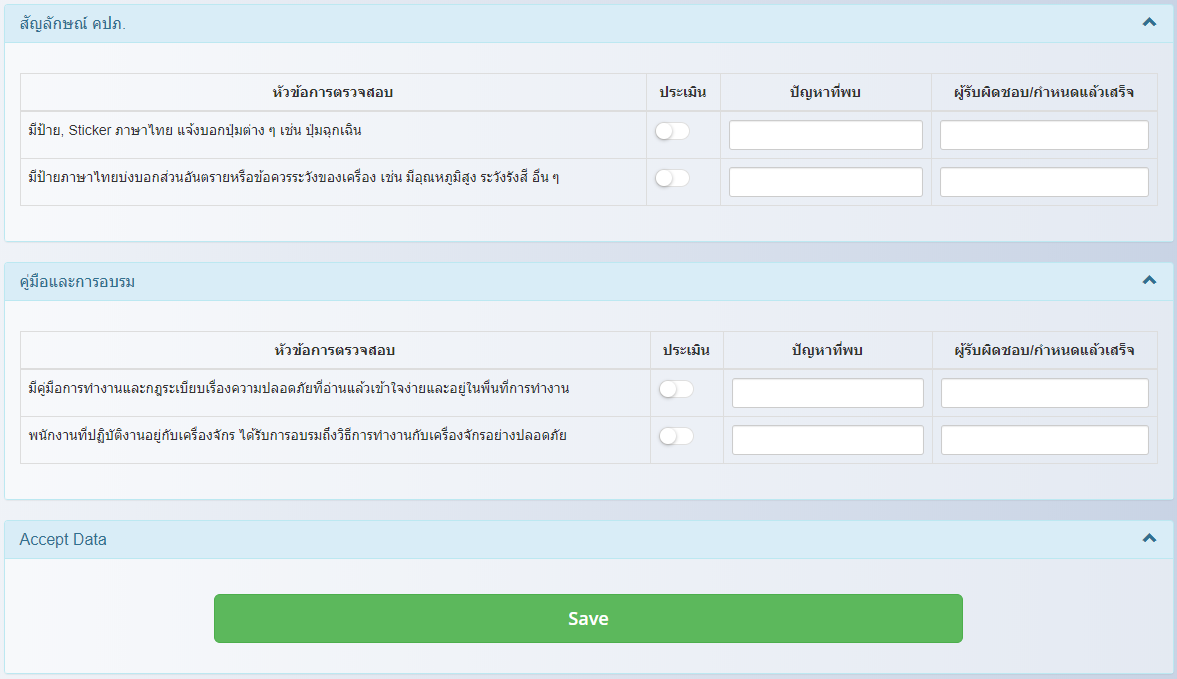 สัญลักษณ์ คปภ.
หัวข้อการตรวจสอบ ประเมิน ปัญหาที่พบ ผู้รับผิดชอบ/กำหนดแล้วเสร็จ
มีป้าย, Sticker ภาษาไทย แจ้งบอกปุ่มต่าง ๆ เช่น ปุ่มฉุกเฉิน
มีป้ายภาษาไทยบ่งบอกส่วนอันตรายหรือข้อควรระวังของเครื่อง เช่น มีอุณหภูมิสูง ระวังรังสี อื่น ๆ
คู่มือและการอบรม
หัวข้อการตรวจสอบ ประเมิน ปัญหาที่พบ ผู้รับผิดชอบ/กำหนดแล้วเสร็จ
มีคู่มือการทำงานและกฎระเบียบเรื่องความปลอดภัยที่อ่านแล้วเข้าใจง่ายและอยู่ในพื้นที่การทำงาน
พนักงานที่ปฏิบัติงานอยู่กับเครื่องจักร ได้รับการอบรมถึงวิธีการทำงานกับเครื่องจักรอย่างปลอดภัย
Accept Data
Save